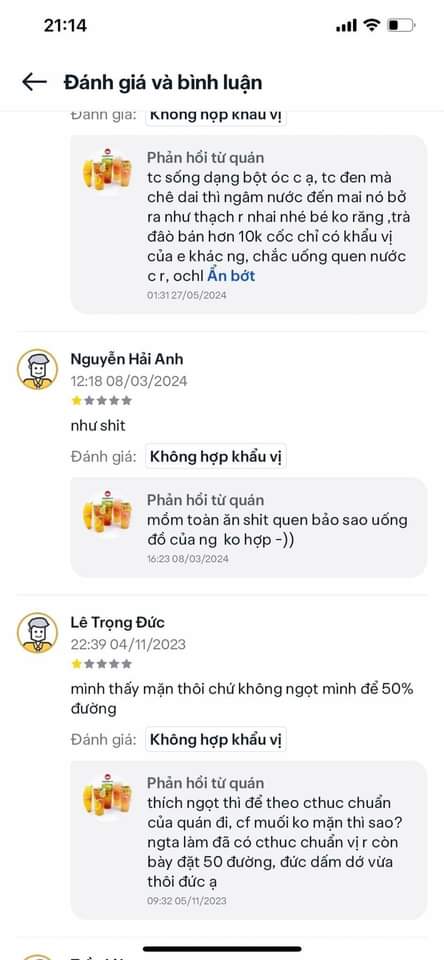 21:14
Đánh giá và bình luận
Đánh giá: Không hợp khẩu vị
Phản hồi từ quán
tc sống dạng bột óc c ạ, tc đen mà
chê dai thì ngâm nước đến mai nó bở
ra như thạch r nhai nhé bé ko răng ,trà
đâò bán hơn 10k cốc chỉ có khẩu vị
của e khác ng, chắc uống quen nước
c r, ochl Ẩn bớt
01:31 27/05/2024
Nguyễn Hải Anh
12:18 08/03/2024
như shit
Đánh giá: Không hợp khẩu vị
Phản hồi từ quán
mồm toàn ăn shit quen bảo sao uống
đồ của ng ko hợp -))
16:23 08/03/2024
Lê Trọng Đức
22:39 04/11/2023
mình thấy mặn thôi chứ không ngọt mình để 50%
đường
Đánh giá: Không hợp khẩu vị
Phản hồi từ quán
thích ngọt thì để theo cthuc chuẩn
của quán đi, cf muối ko mặn thì sao?
ngta làm đã có cthuc chuẩn vị r còn
bày đặt 50 đường, đức dấm dớ vừa
thôi đức ạ
09:32 05/11/2023